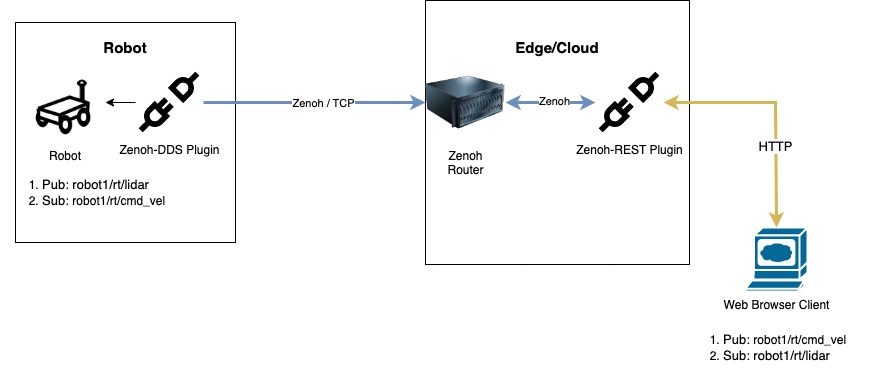 Robot
Edge/Cloud
Zenoh / TCP
Zenoh
Robot
Zenoh-DDS Plugin
Zenoh
Router
Zenoh-REST Plugin
HTTP
1. Pub: robot1/rt/lidar
2. Sub: robot1/rt/cmd_vel
Web Browser Client
1. Pub: robot1/rt/cmd_vel
2. Sub: robot1/rt/lidar